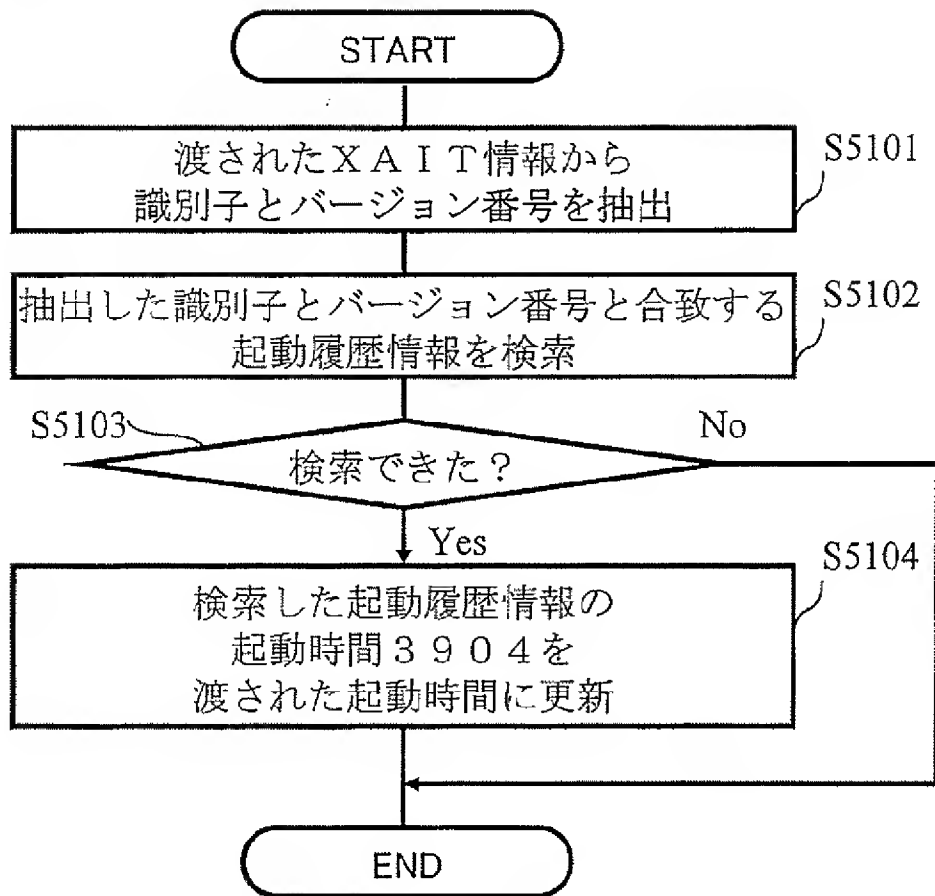 START
渡されたＸＡＩＴ情報から
識別子とバージョン番号を抽出
S5101
抽出した識別子とバージョン番号と合致する
起動履歴情報を検索
S5102
S5103
検索できた？
No
Yes
検索した起動履歴情報の
起動時間３９０４を
渡された起動時間に更新
S5104
END